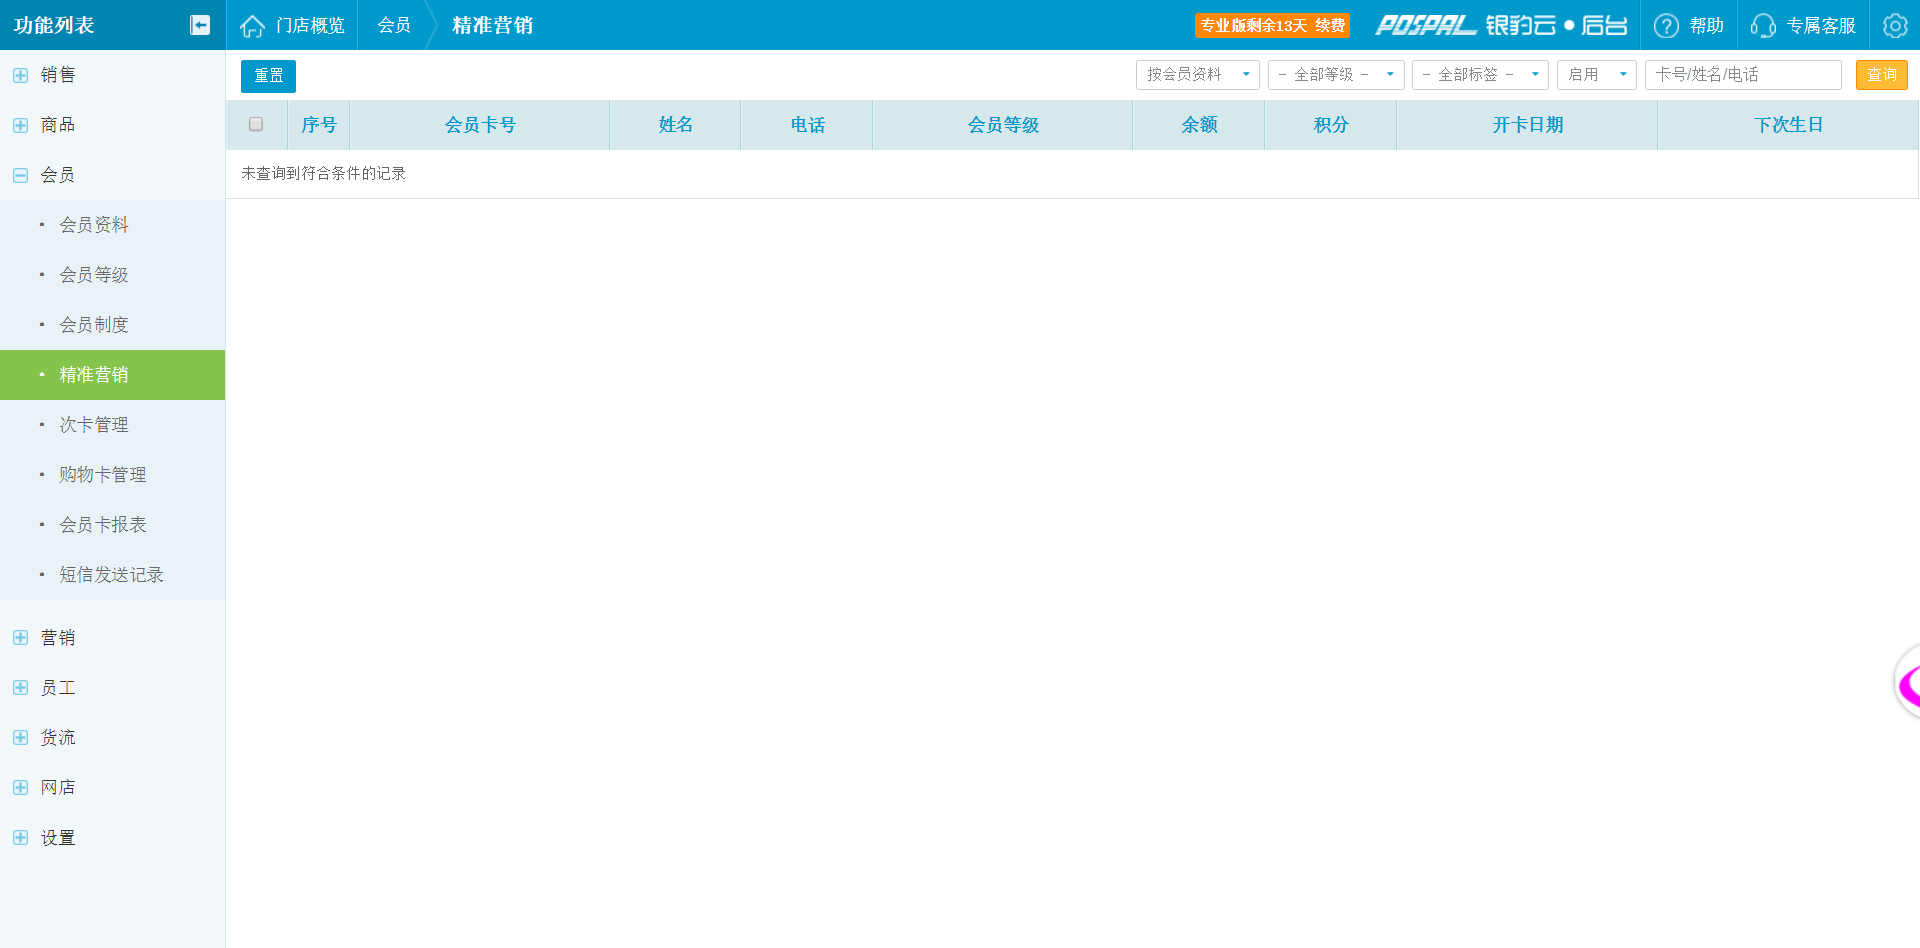 功能列表
门店概览
会员
精准营销
专业版剩余13天 续费
POSPAL 银豹云●后台
帮助
专属客服
销售
商品
会员
会员资料
会员等级
会员制度
精准营销
次卡管理
购物卡管理
会员卡报表
短信发送记录
营销
员工
货流
网店
设置
重置
按会员资料
- 全部等级 -
- 全部标签 -
启用
卡号/姓名/电话
查询
序号 会员卡号 姓名 电话 会员等级 余额 积分 开卡日期 下次生日
未查询到符合条件的记录